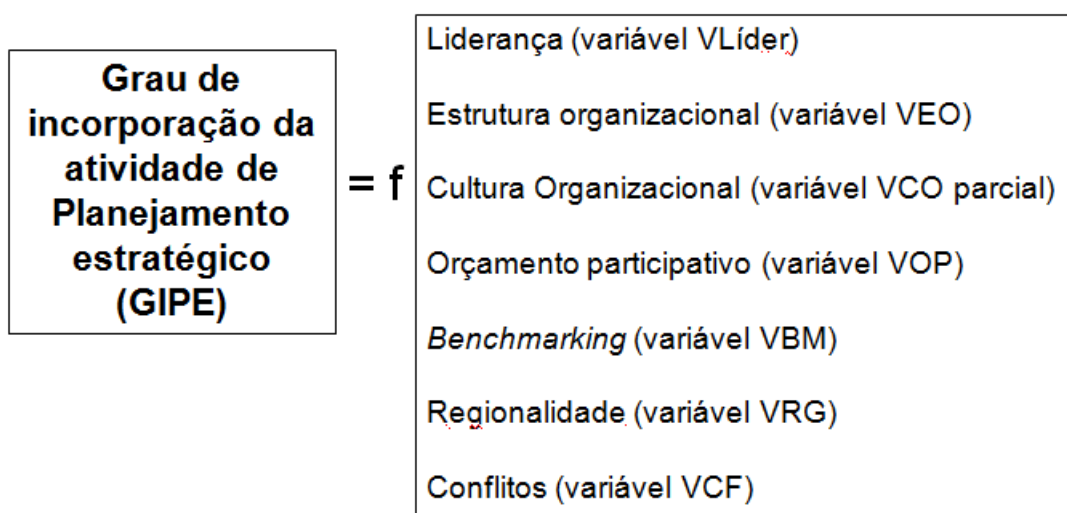 Grau de
incorporação da
atividade de
Planejamento
estratégico
(GIPE)
= f
Liderança (variável VLíder)
Estrutura organizacional (variável VEO)
Cultura Organizacional (variável VCO parcial)
Orçamento participativo (variável VOP)
Benchmarking (variável VBM)
Regionalidade (variável VRG)
Conflitos (variável VCF)